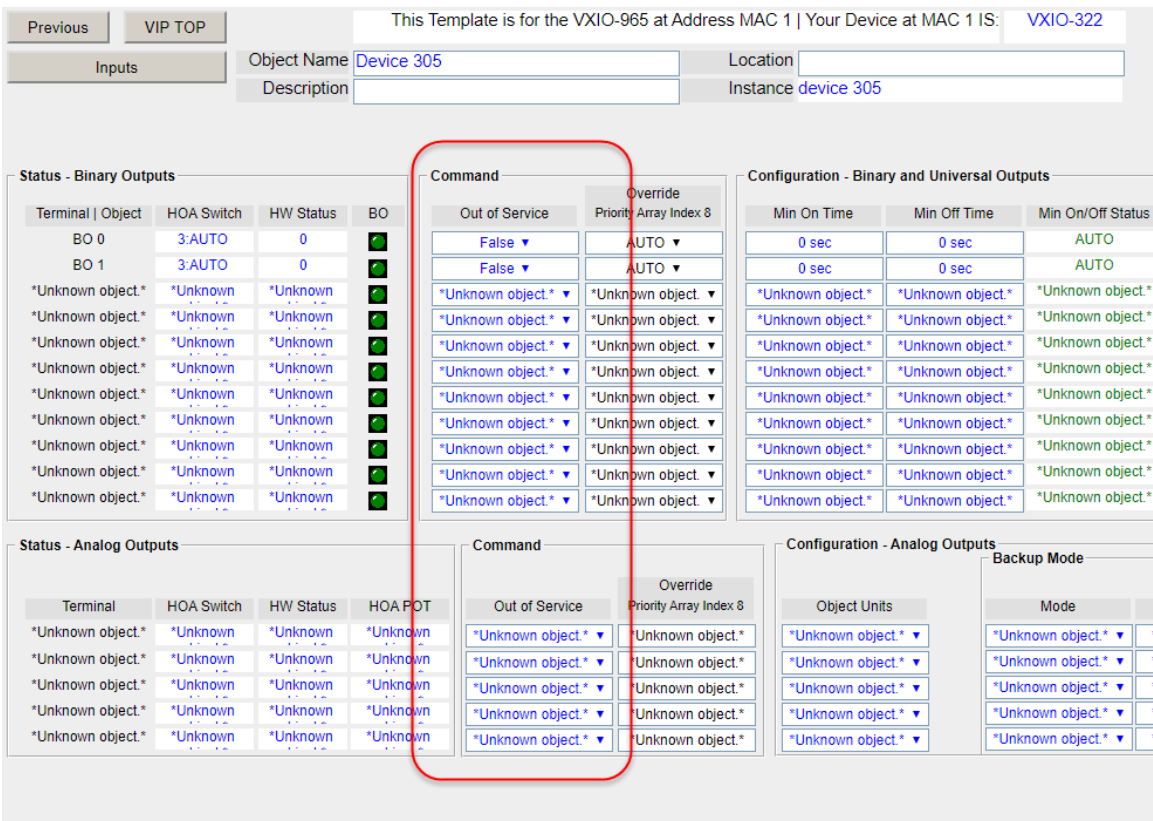 Previous VIP TOP This Template is for the VXIO-965 at Address MAC 1 | Your Device at MAC 1 IS: VXIO-322
Inputs Object Name Device 305 Location
Description Instance device 305
Status - Binary Outputs Command Configuration - Binary and Universal Outputs
Override
Terminal | Object HOA Switch HW Status BO Out of Service Priority Array Index 8 Min On Time Min Off Time Min On/Off Status
BO 0 3:AUTO 0 False ▼ AUTO ▼ 0 sec 0 sec AUTO
BO 1 3:AUTO 0 False ▼ AUTO ▼ 0 sec 0 sec AUTO
*Unknown object.* *Unknown *Unknown *Unknown object.* ▼ *Unknown object. ▼ *Unknown object.* *Unknown object.* *Unknown object.*
*Unknown object.* *Unknown *Unknown *Unknown object.* ▼ *Unknown object. ▼ *Unknown object.* *Unknown object.* *Unknown object.*
*Unknown object.* *Unknown *Unknown *Unknown object.* ▼ *Unknown object. ▼ *Unknown object.* *Unknown object.* *Unknown object.*
*Unknown object.* *Unknown *Unknown *Unknown object.* ▼ *Unknown object. ▼ *Unknown object.* *Unknown object.* *Unknown object.*
*Unknown object.* *Unknown *Unknown *Unknown object.* ▼ *Unknown object. ▼ *Unknown object.* *Unknown object.* *Unknown object.*
*Unknown object.* *Unknown *Unknown *Unknown object.* ▼ *Unknown object. ▼ *Unknown object.* *Unknown object.* *Unknown object.*
*Unknown object.* *Unknown *Unknown *Unknown object.* ▼ *Unknown object. ▼ *Unknown object.* *Unknown object.* *Unknown object.*
*Unknown object.* *Unknown *Unknown *Unknown object.* ▼ *Unknown object. ▼ *Unknown object.* *Unknown object.* *Unknown object.*
*Unknown object.* *Unknown *Unknown *Unknown object.* ▼ *Unknown object. ▼ *Unknown object.* *Unknown object.* *Unknown object.*
Status - Analog Outputs Command Configuration - Analog Outputs
Backup Mode
Override
Terminal HOA Switch HW Status HOA POT Out of Service Priority Array Index 8 Object Units Mode
*Unknown object.* *Unknown *Unknown *Unknown *Unknown object.* ▼ *Unknown object.* *Unknown object.* ▼ *Unknown object.* ▼
*Unknown object.* *Unknown *Unknown *Unknown *Unknown object.* ▼ *Unknown object.* *Unknown object.* ▼ *Unknown object.* ▼
*Unknown object.* *Unknown *Unknown *Unknown *Unknown object.* ▼ *Unknown object.* *Unknown object.* ▼ *Unknown object.* ▼
*Unknown object.* *Unknown *Unknown *Unknown *Unknown object.* ▼ *Unknown object.* *Unknown object.* ▼ *Unknown object.* ▼
*Unknown object.* *Unknown *Unknown *Unknown *Unknown object.* ▼ *Unknown object.* *Unknown object.* ▼ *Unknown object.* ▼